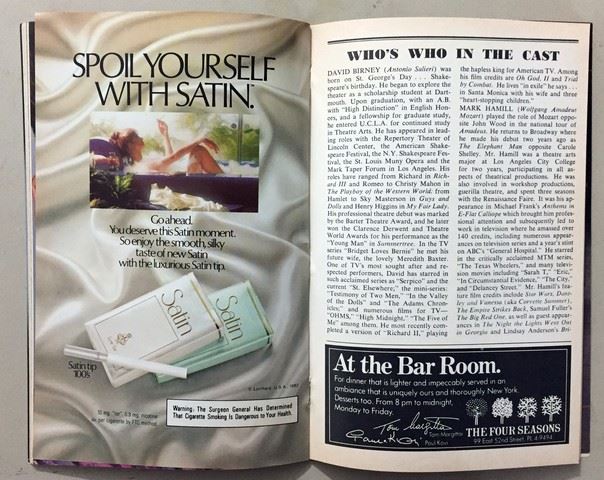 SPOIL YOURSELF
WITH SATIN.
Go ahead.
You deserve this Satin moment.
So enjoy the smooth, silky
taste of new Satin
with the luxurious Satin tip.
Satin
Satin
Satin tip
100's
© Lorillard, U.S.A., 1982
Warning: The Surgeon General Has Determined
That Cigarette Smoking Is Dangerous to Your Health.
10 mg. "tar", 0.9 mg. nicotine
av. per cigarette by FTC method.
WHO'S WHO IN THE CAST
DAVID BIRNEY (Antonio Salieri) was
born on St. George's Day . . . Shake-
speare's birthday. He began to explore the
theater as a scholarship student at Dart-
mouth. Upon graduation, with an A.B.
with "High Distinction" in English Hon-
ors, and a fellowship for graduate study,
he entered U.C.L.A. for continued study
in Theatre Arts. He has appeared in lead-
ing roles with the Repertory Theater of
Lincoln Center, the American Shake-
speare Festival, the N.Y. Shakespeare Fes-
tival, the St. Louis Muny Opera and the
Mark Taper Forum in Los Angeles. His
roles have ranged from Richard in Rich-
ard III and Romeo to Christy Mahon in
The Playboy of the Western World; from
Hamlet to Sky Masterson in Guys and
Dolls and Henry Higgins in My Fair Lady.
His professional theater debut was marked
by the Barter Theatre Award, and he later
won the Clarence Derwent and Theatre
World Awards for his performance as the
"Young Man" in Summertree. In the TV
series "Bridget Loves Bernie" he met his
future wife, the lovely Meredith Baxter.
One of TV's most sought after and re-
spected performers, David has starred in
such acclaimed series as "Serpico" and the
current "St. Elsewhere," the mini-series:
"Testimony of Two Men," "In the Valley
of the Dolls" and "The Adams Chron-
icles;" and numerous films for TV—
"OHMS," "High Midnight," "The Five of
Me" among them. He most recently com-
pleted a version of "Richard II," playing
the hapless king for American TV. Among
his film credits are Oh God, II and Trial
by Combat. He lives "in exile" he says . . .
in Santa Monica with his wife and three
"heart-stopping children."
MARK HAMILL (Wolfgang Amadeus
Mozart) played the role of Mozart oppo-
site John Wood in the national tour of
Amadeus. He returns to Broadway where
he made his debut two years ago as
The Elephant Man opposite Carole
Shelley. Mr. Hamill was a theatre arts
major at Los Angeles City College
for two years, participating in all as-
pects of theatrical productions. He was
also involved in workshop productions,
guerilla theatre, and spent three seasons
with the Renaissance Faire. It was his ap-
pearance in Michael Frank's Anthems in
E-Flat Calliope which brought him profes-
sional attention and subsequently led to
work in television where he amassed over
140 credits, including numerous appear-
ances on television series and a year's stint
on ABC's "General Hospital." He starred
in the critically acclaimed MTM series,
"The Texas Wheelers," and many televi-
sion movies including "Sarah T," "Eric,"
"In Circumstantial Evidence," "The City,"
and "Delancey Street." Mr. Hamill's fea-
ture film credits include Star Wars, Dant-
ley and Vanessa (aka Corvette Summer),
The Empire Strikes Back, Samuel Fuller's
The Big Red One, as well as guest appear-
ances in The Night the Lights Went Out
in Georgia and Lindsay Anderson's Bri-
At the Bar Room.
For dinner that is lighter and impeccably served in an
ambiance that is uniquely ours and thoroughly New York.
Desserts too. From 8 pm to midnight,
Monday to Friday.
Tom Margittai
Tom Margittai
Paul Kovi
Paul Kovi
THE FOUR SEASONS
99 East 52nd Street, PL 4-9494